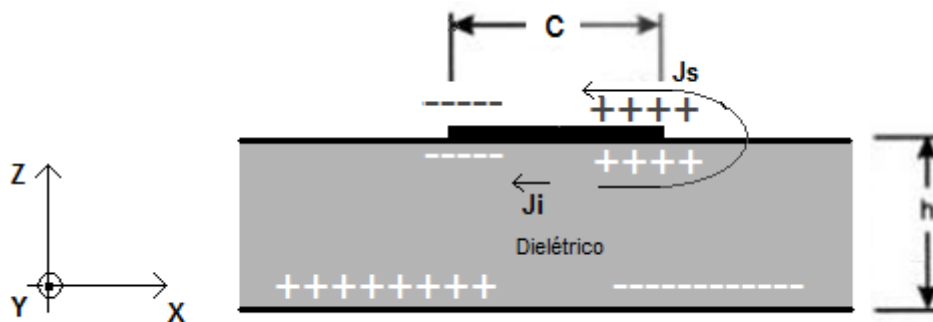 C
Js
-----
++++
-----
++++
Z
Ji
h
Dielétrico
++++++++
------------
Y
X